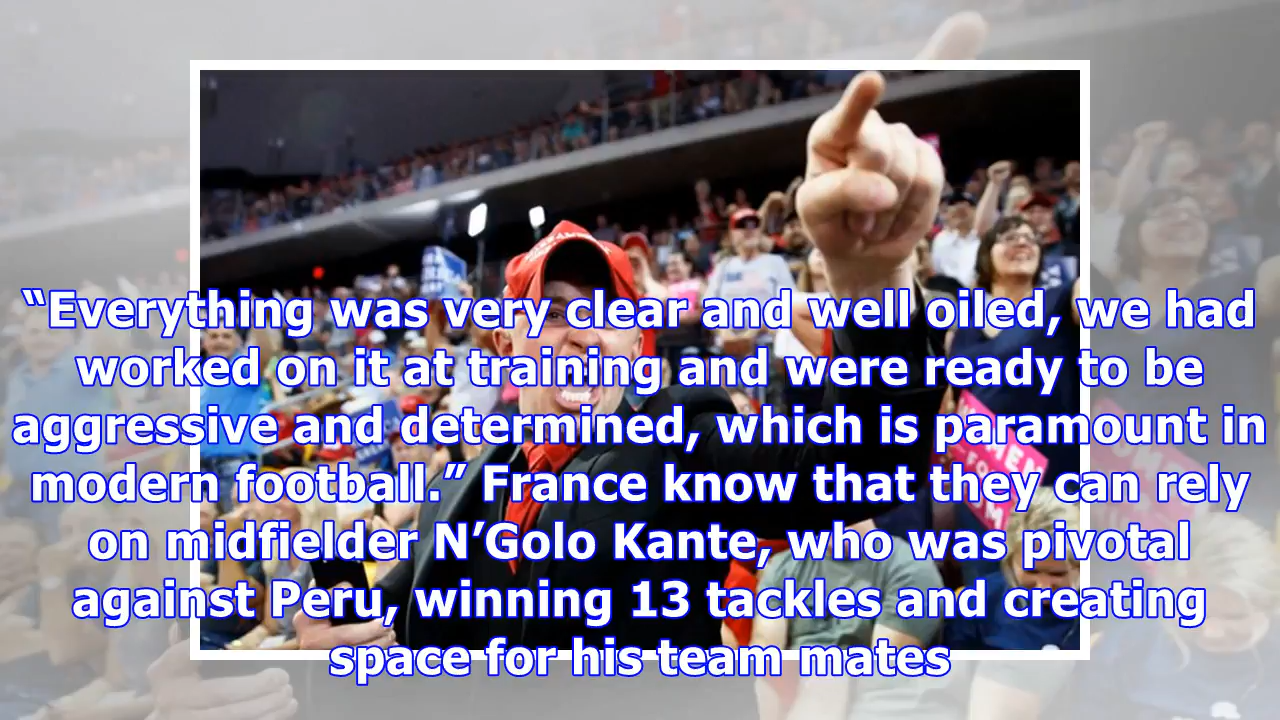 “Everything was very clear and well oiled, we had
worked on it at training and were ready to be
aggressive and determined, which is paramount in
modern football.” France know that they can rely
on midfielder N’Golo Kante, who was pivotal
against Peru, winning 13 tackles and creating
space for his team mates